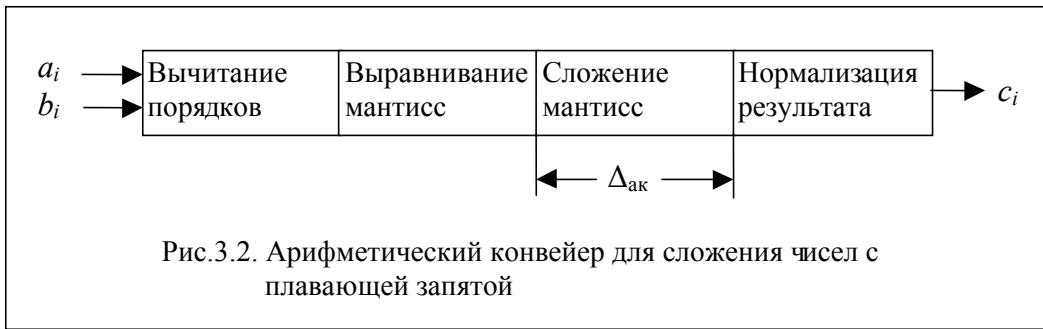 a_i
b_i
Вычитание
порядков
Выравнивание
мантисс
Сложение
мантисс
Нормализация
результата
c_i
Δ_ак
Рис.3.2. Арифметический конвейер для сложения чисел с
плавающей запятой